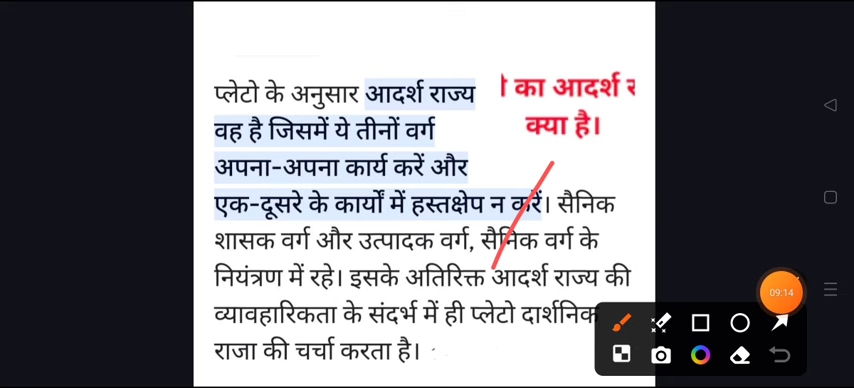 प्लेटो के अनुसार आदर्श राज्य
वह है जिसमें ये तीनों वर्ग
अपना-अपना कार्य करें और
एक-दूसरे के कार्यों में हस्तक्षेप न करें। सैनिक
शासक वर्ग और उत्पादक वर्ग, सैनिक वर्ग के
नियंत्रण में रहे। इसके अतिरिक्त आदर्श राज्य की
व्यावहारिकता के संदर्भ में ही प्लेटो दार्शनिक
राजा की चर्चा करता है।
का आदर्श
क्या है।
09:14